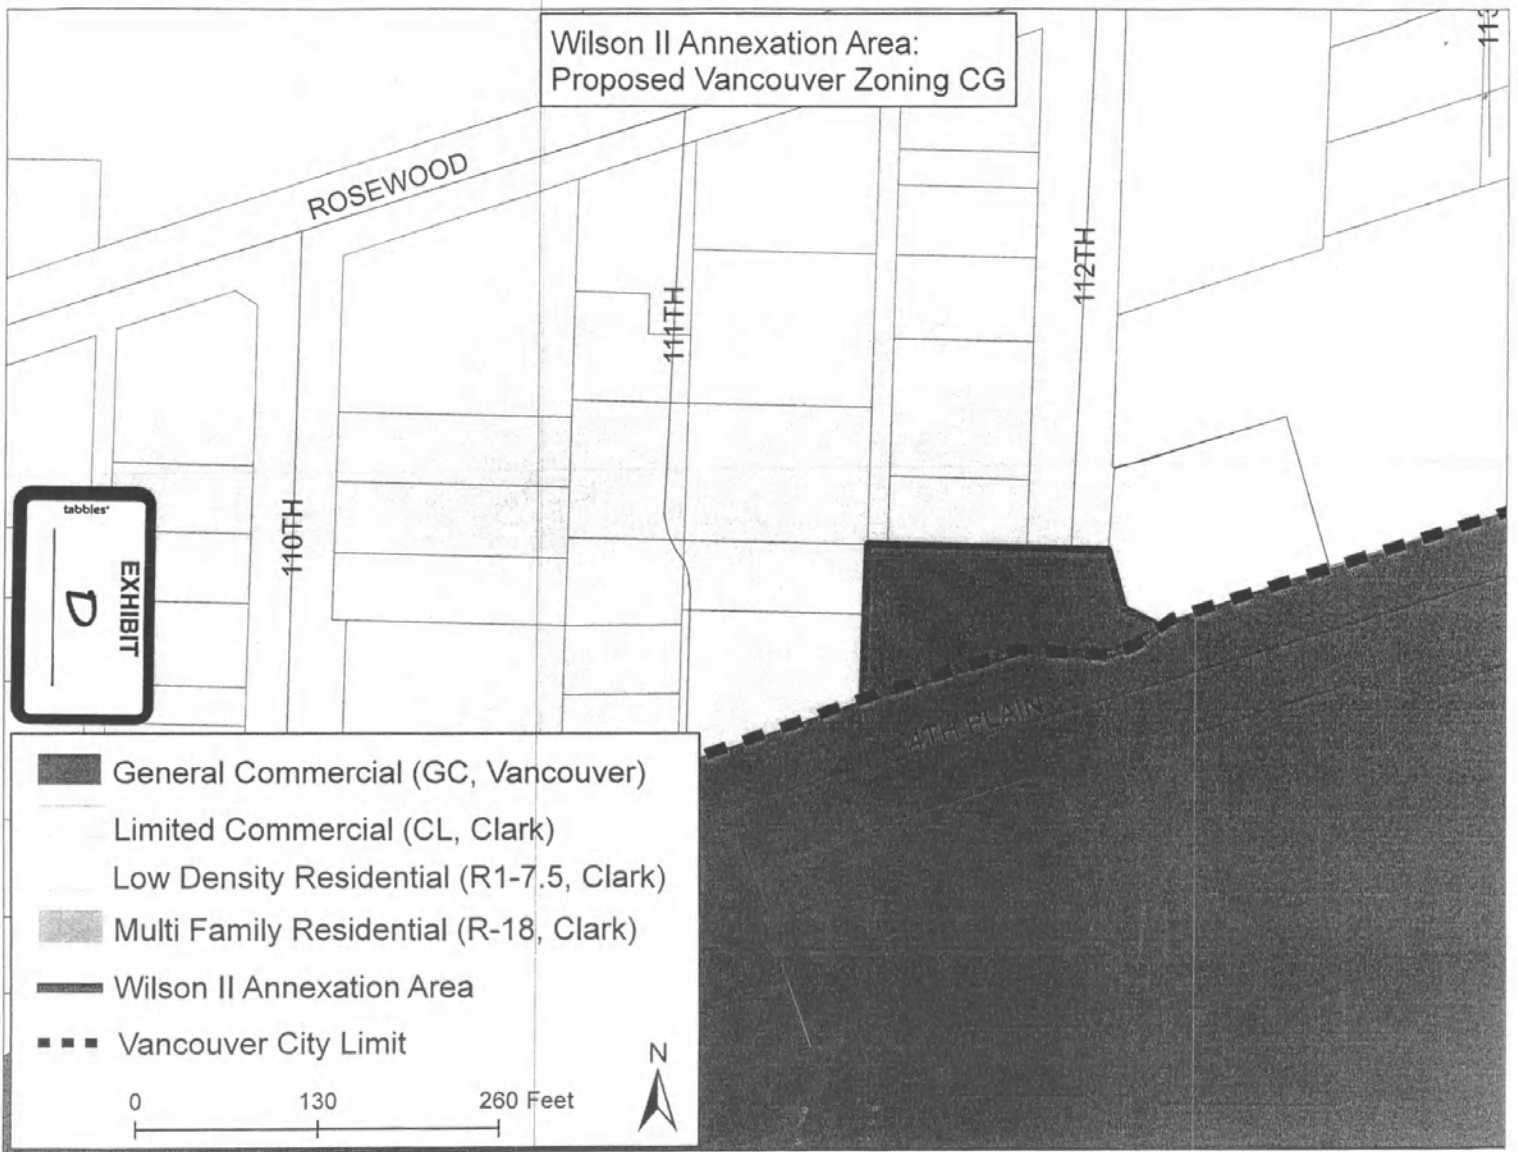 Wilson II Annexation Area:
Proposed Vancouver Zoning CG
ROSEWOOD
110TH
111TH
112TH
4TH PLAIN
tabbles®
EXHIBIT
D
General Commercial (GC, Vancouver)
Limited Commercial (CL, Clark)
Low Density Residential (R1-7.5, Clark)
Multi Family Residential (R-18, Clark)
Wilson II Annexation Area
Vancouver City Limit
0 130 260 Feet
N